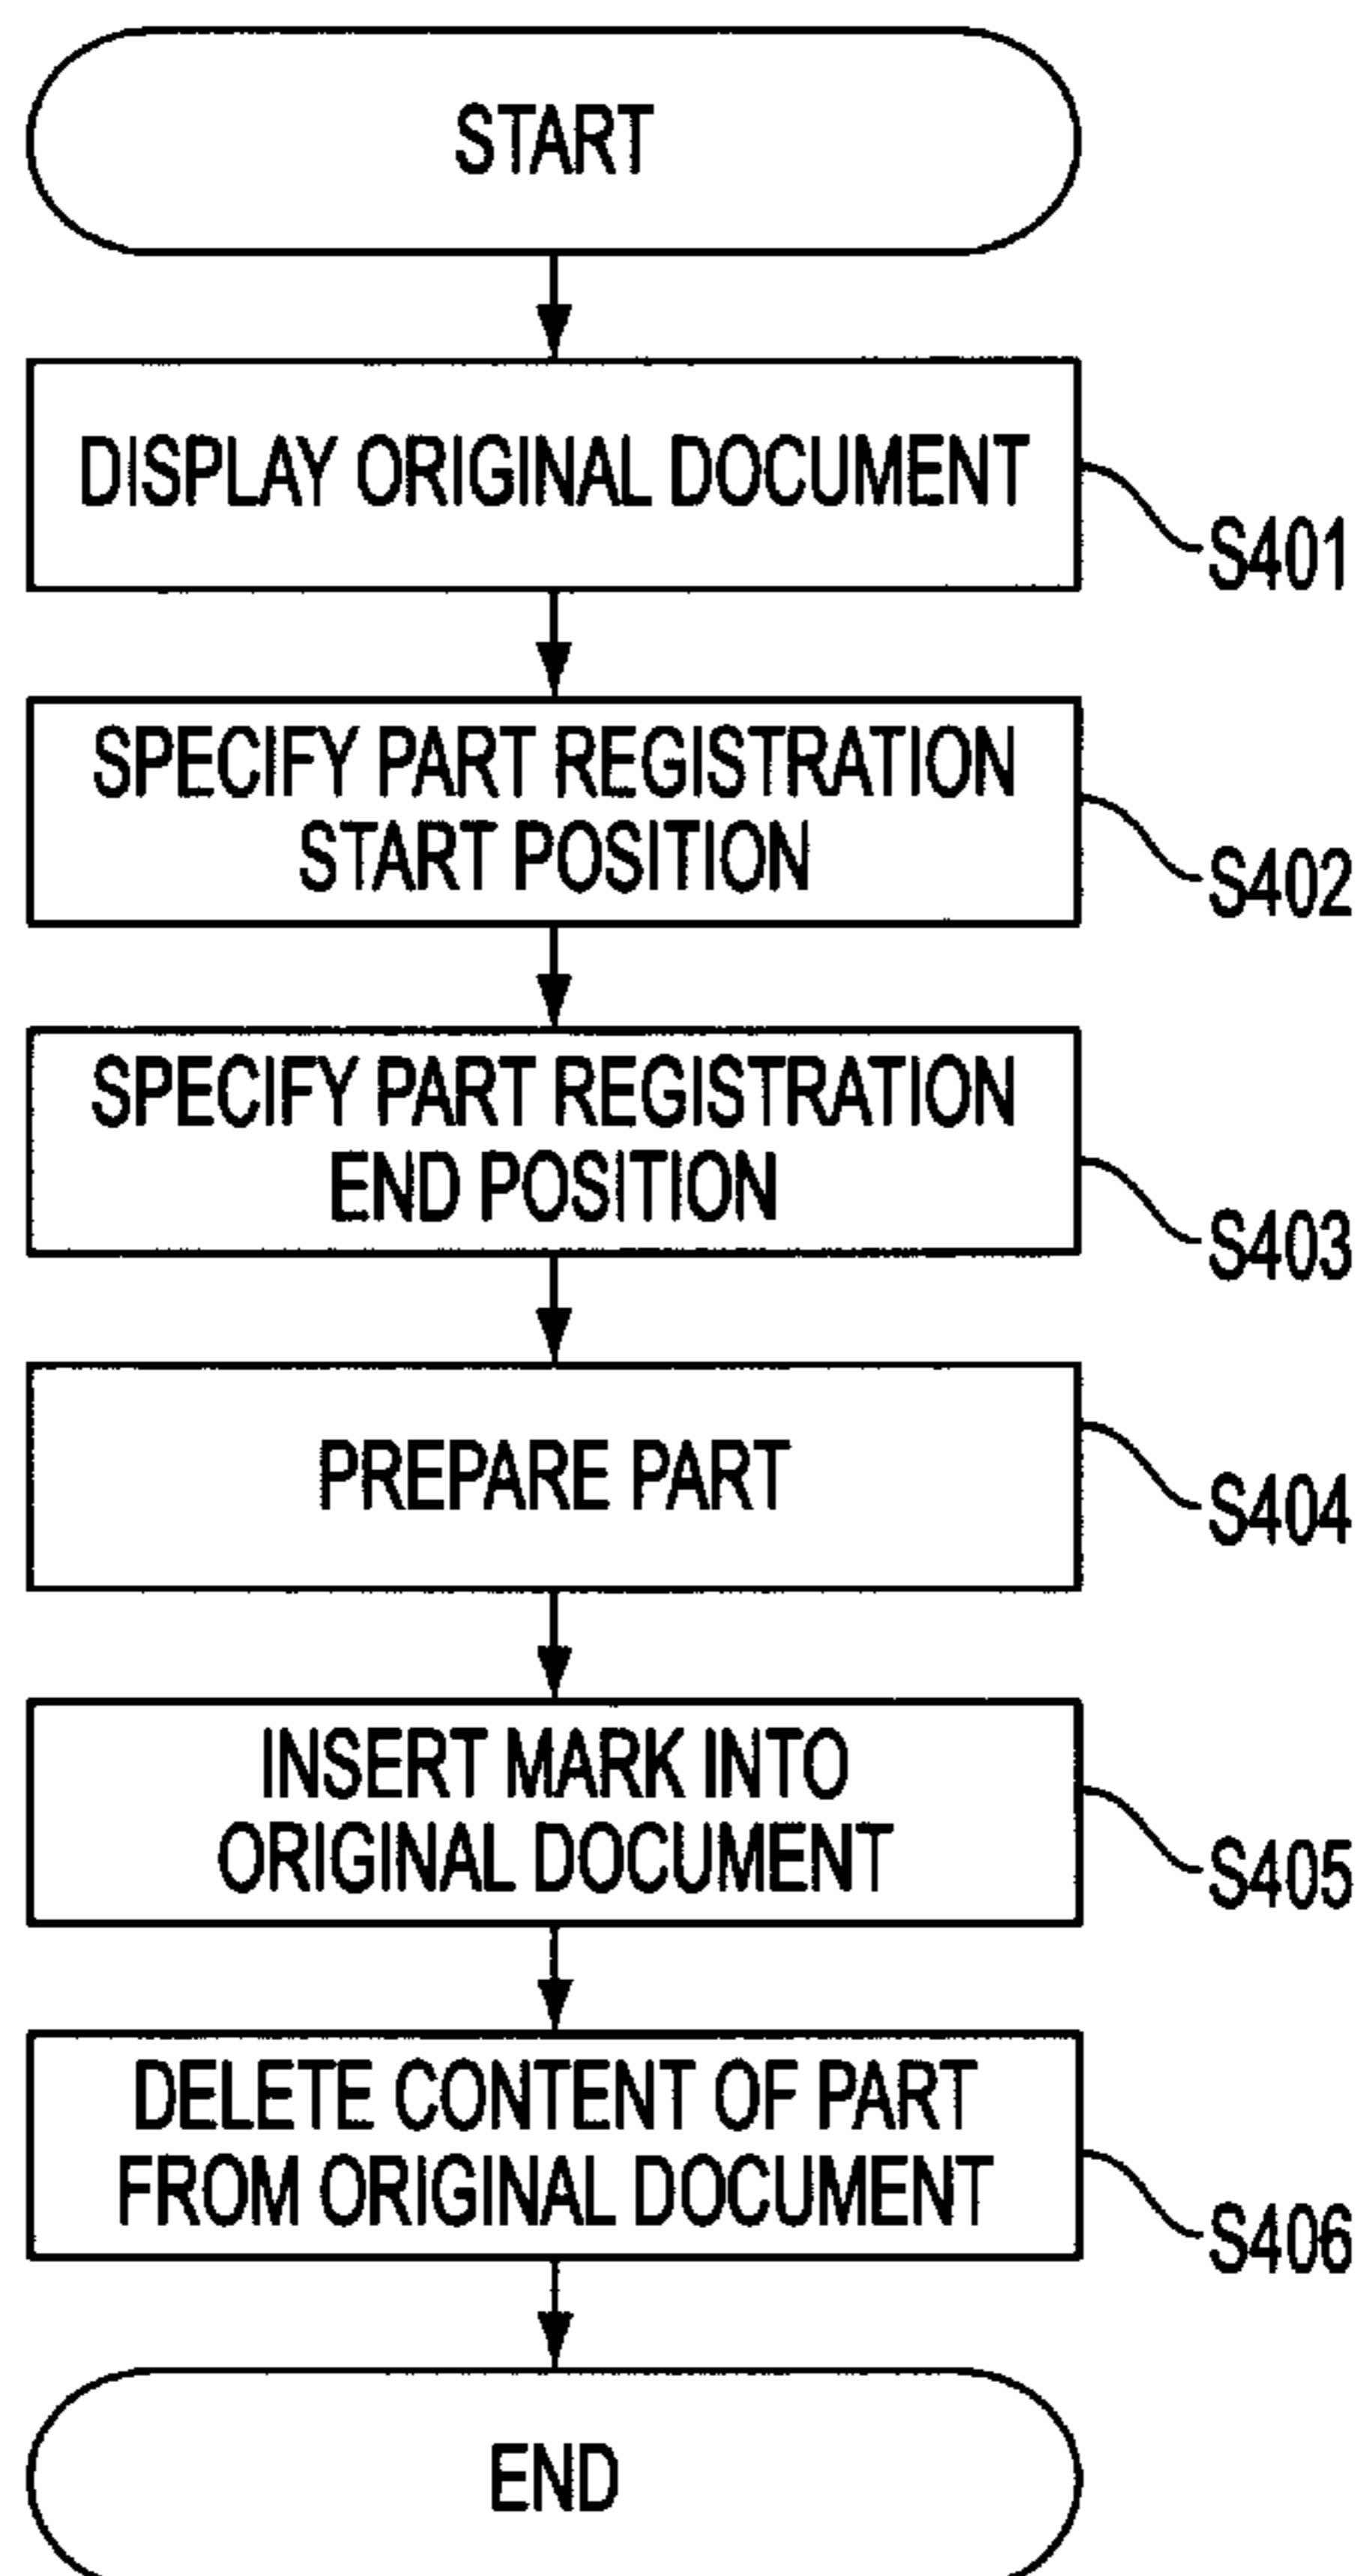 START
DISPLAY ORIGINAL DOCUMENT
S401
SPECIFY PART REGISTRATION
START POSITION
S402
SPECIFY PART REGISTRATION
END POSITION
S403
PREPARE PART
S404
INSERT MARK INTO
ORIGINAL DOCUMENT
S405
DELETE CONTENT OF PART
FROM ORIGINAL DOCUMENT
S406
END